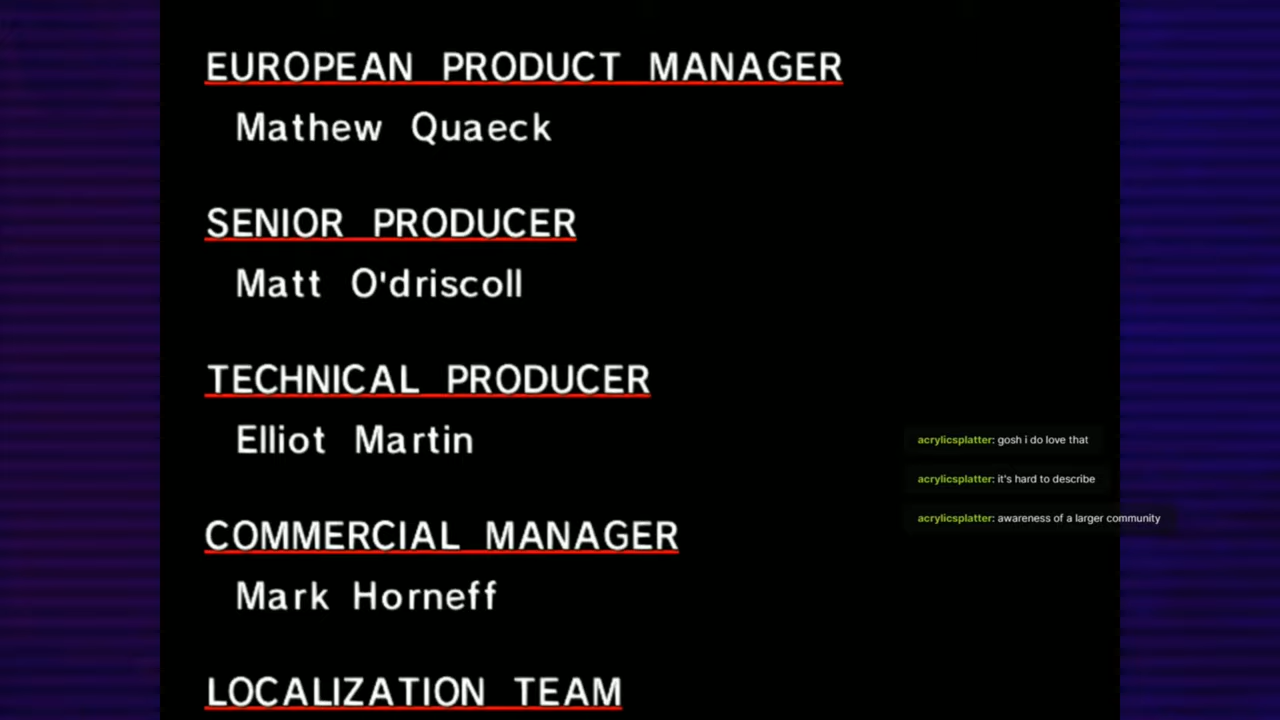 EUROPEAN PRODUCT MANAGER
Mathew Quaeck
SENIOR PRODUCER
Matt O'driscoll
TECHNICAL PRODUCER
Elliot Martin
COMMERCIAL MANAGER
Mark Horneff
LOCALIZATION TEAM
acrylicsplatter: gosh i do love that
acrylicsplatter: it's hard to describe
acrylicsplatter: awareness of a larger community